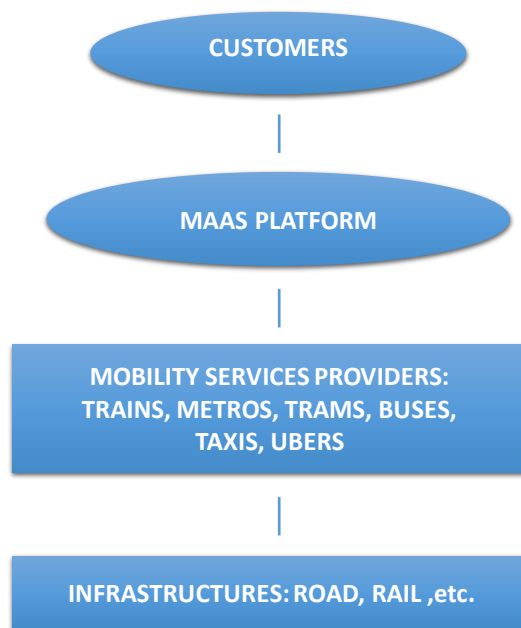 CUSTOMERS
MAAS PLATFORM
MOBILITY SERVICES PROVIDERS:
TRAINS, METROS, TRAMS, BUSES,
TAXIS, UBERS
INFRASTRUCTURES: ROAD, RAIL ,etc.